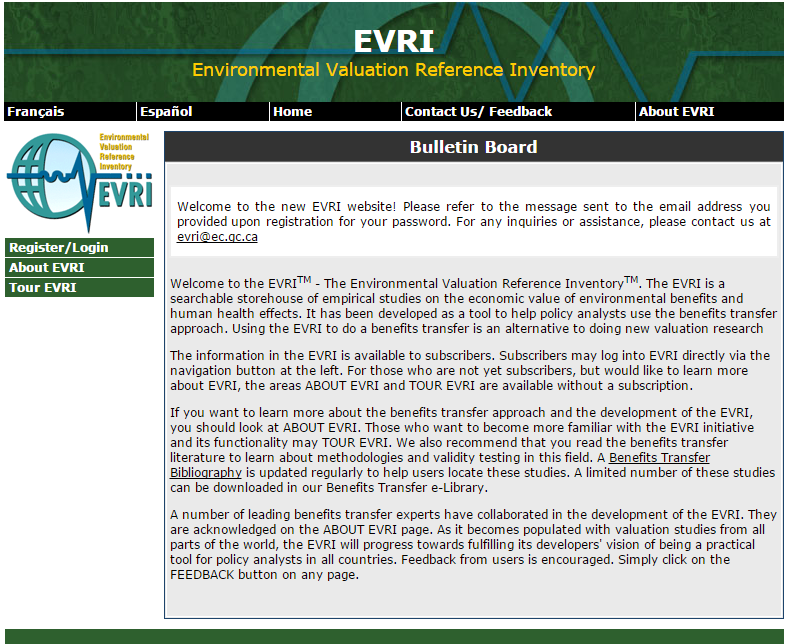 EVRI
Environmental Valuation Reference Inventory
Français
Español
Home
Contact Us/ Feedback
About EVRI
Environmental
Valuation
Reference
Inventory
EVRI
Register/Login
About EVRI
Tour EVRI
Bulletin Board
Welcome to the new EVRI website! Please refer to the message sent to the email address you
provided upon registration for your password. For any inquiries or assistance, please contact us at
evri@ec.gc.ca
Welcome to the EVRI™ - The Environmental Valuation Reference Inventory™. The EVRI is a
searchable storehouse of empirical studies on the economic value of environmental benefits and
human health effects. It has been developed as a tool to help policy analysts use the benefits transfer
approach. Using the EVRI to do a benefits transfer is an alternative to doing new valuation research
The information in the EVRI is available to subscribers. Subscribers may log into EVRI directly via the
navigation button at the left. For those who are not yet subscribers, but would like to learn more
about EVRI, the areas ABOUT EVRI and TOUR EVRI are available without a subscription.
If you want to learn more about the benefits transfer approach and the development of the EVRI,
you should look at ABOUT EVRI. Those who want to become more familiar with the EVRI initiative
and its functionality may TOUR EVRI. We also recommend that you read the benefits transfer
literature to learn about methodologies and validity testing in this field. A Benefits Transfer
Bibliography is updated regularly to help users locate these studies. A limited number of these studies
can be downloaded in our Benefits Transfer e-Library.
A number of leading benefits transfer experts have collaborated in the development of the EVRI. They
are acknowledged on the ABOUT EVRI page. As it becomes populated with valuation studies from all
parts of the world, the EVRI will progress towards fulfilling its developers' vision of being a practical
tool for policy analysts in all countries. Feedback from users is encouraged. Simply click on the
FEEDBACK button on any page.